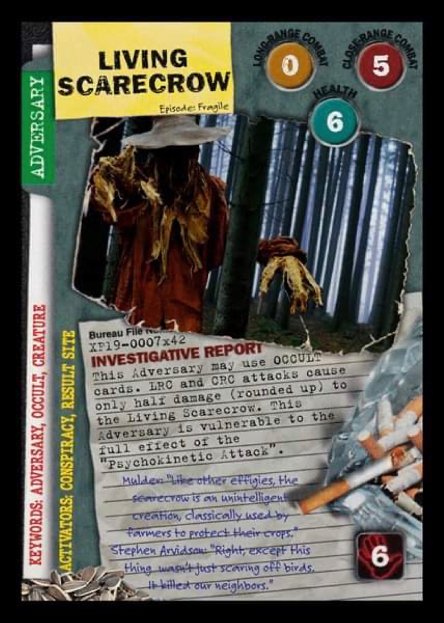 LIVING
SCARECROW
Episode: Fragile
LONG-RANGE COMBAT
0
CLOSE-RANGE COMBAT
5
HEALTH
6
ADVERSARY
KEYWORDS: ADVERSARY, OCCULT, CREATURE
ACTIVATORS: CONSPIRACY, RESULT SITE
Bureau File
XP19-0007x42
INVESTIGATIVE REPORT
This Adversary may use OCCULT
cards. LRC and CRC attacks cause
only half damage (rounded up) to
the Living Scarecrow. This
Adversary is vulnerable to the
full effect of the
"Psychokinetic Attack".
Mulder: "Like other effigies, the
scarecrow is an unintelligent
creation, classically used by
farmers to protect their crops."
Stephen Arvidson: "Right, except this
thing wasn't just scaring off birds,
it killed our neighbors."
6